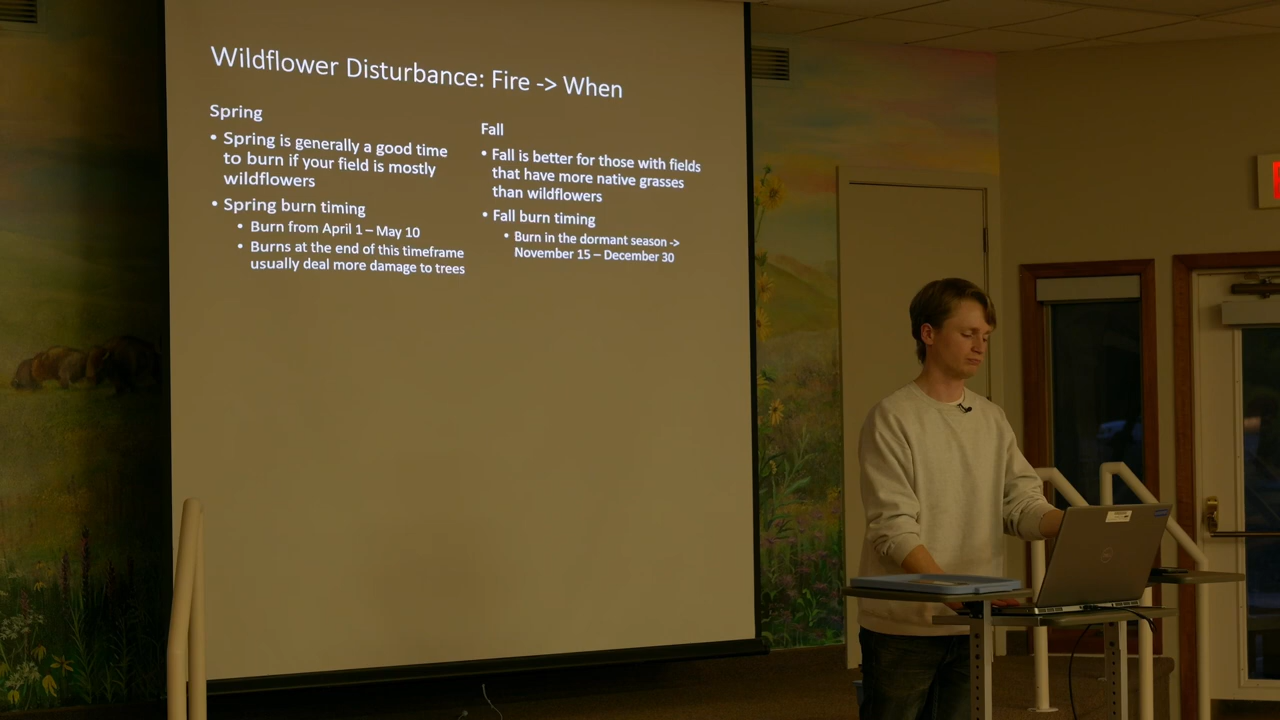 Wildflower Disturbance: Fire -> When
Spring
• Spring is generally a good time
to burn if your field is mostly
wildflowers
• Spring burn timing
• Burn from April 1 – May 10
• Burns at the end of this timeframe
usually deal more damage to trees
Fall
• Fall is better for those with fields
that have more native grasses
than wildflowers
• Fall burn timing
• Burn in the dormant season ->
November 15 – December 30